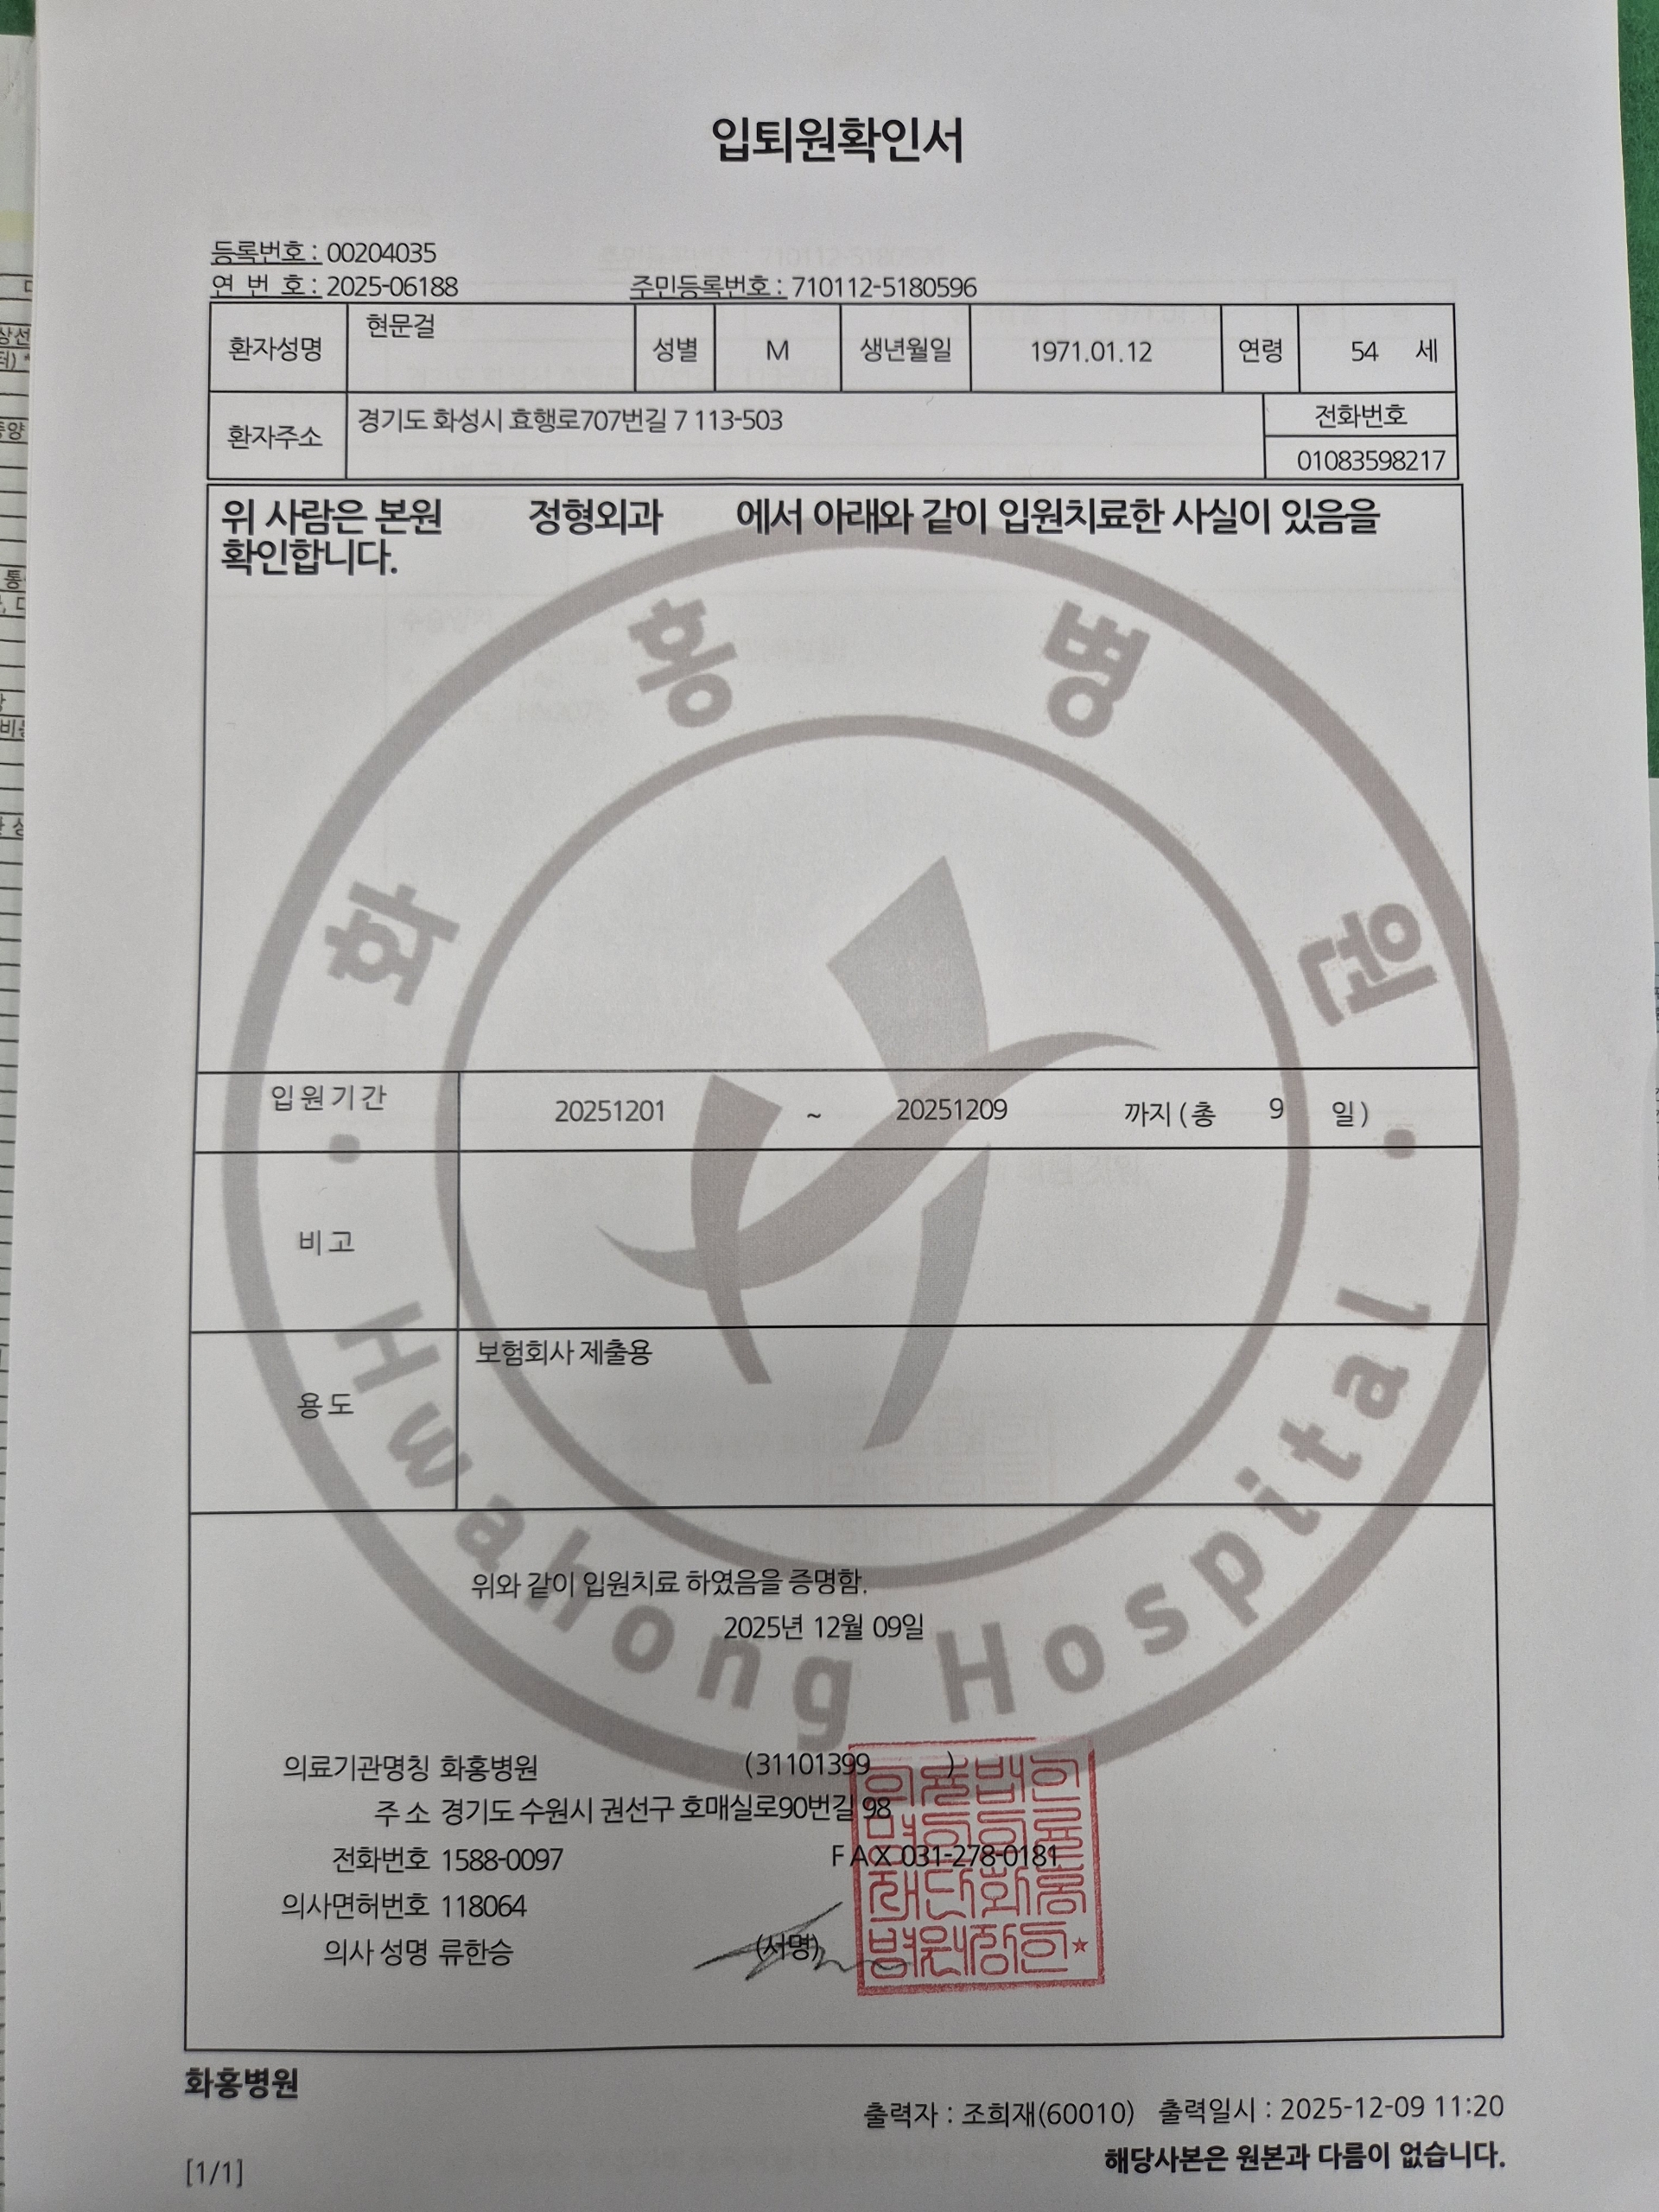 입퇴원확인서
등록번호 : 00204035
연 번 호 : 2025-06188 주민등록번호 : 710112-5180596
환자성명 현문걸 성별 M 생년월일 1971.01.12 연령 54 세
환자주소 경기도 화성시 효행로707번길 7 113-503 전화번호
01083598217
위 사람은 본원 정형외과 에서 아래와 같이 입원치료한 사실이 있음을
확인합니다.
화홍병원
입원기간 20251201 ~ 20251209 까지 ( 총 9 일 )
비고
용도 보험회사 제출용
Hwahong Hospital
위와 같이 입원치료 하였음을 증명함.
2025년 12월 09일
의료기관명칭 화홍병원 (31101399 )
주 소 경기도 수원시 권선구 호매실로90번길 98
전화번호 1588-0097 F A X 031-278-0181
의사면허번호 118064
의사 성명 류한승 (서명)
화홍병원
출력자 : 조희재(60010) 출력일시 : 2025-12-09 11:20
해당사본은 원본과 다름이 없습니다.
[1/1]